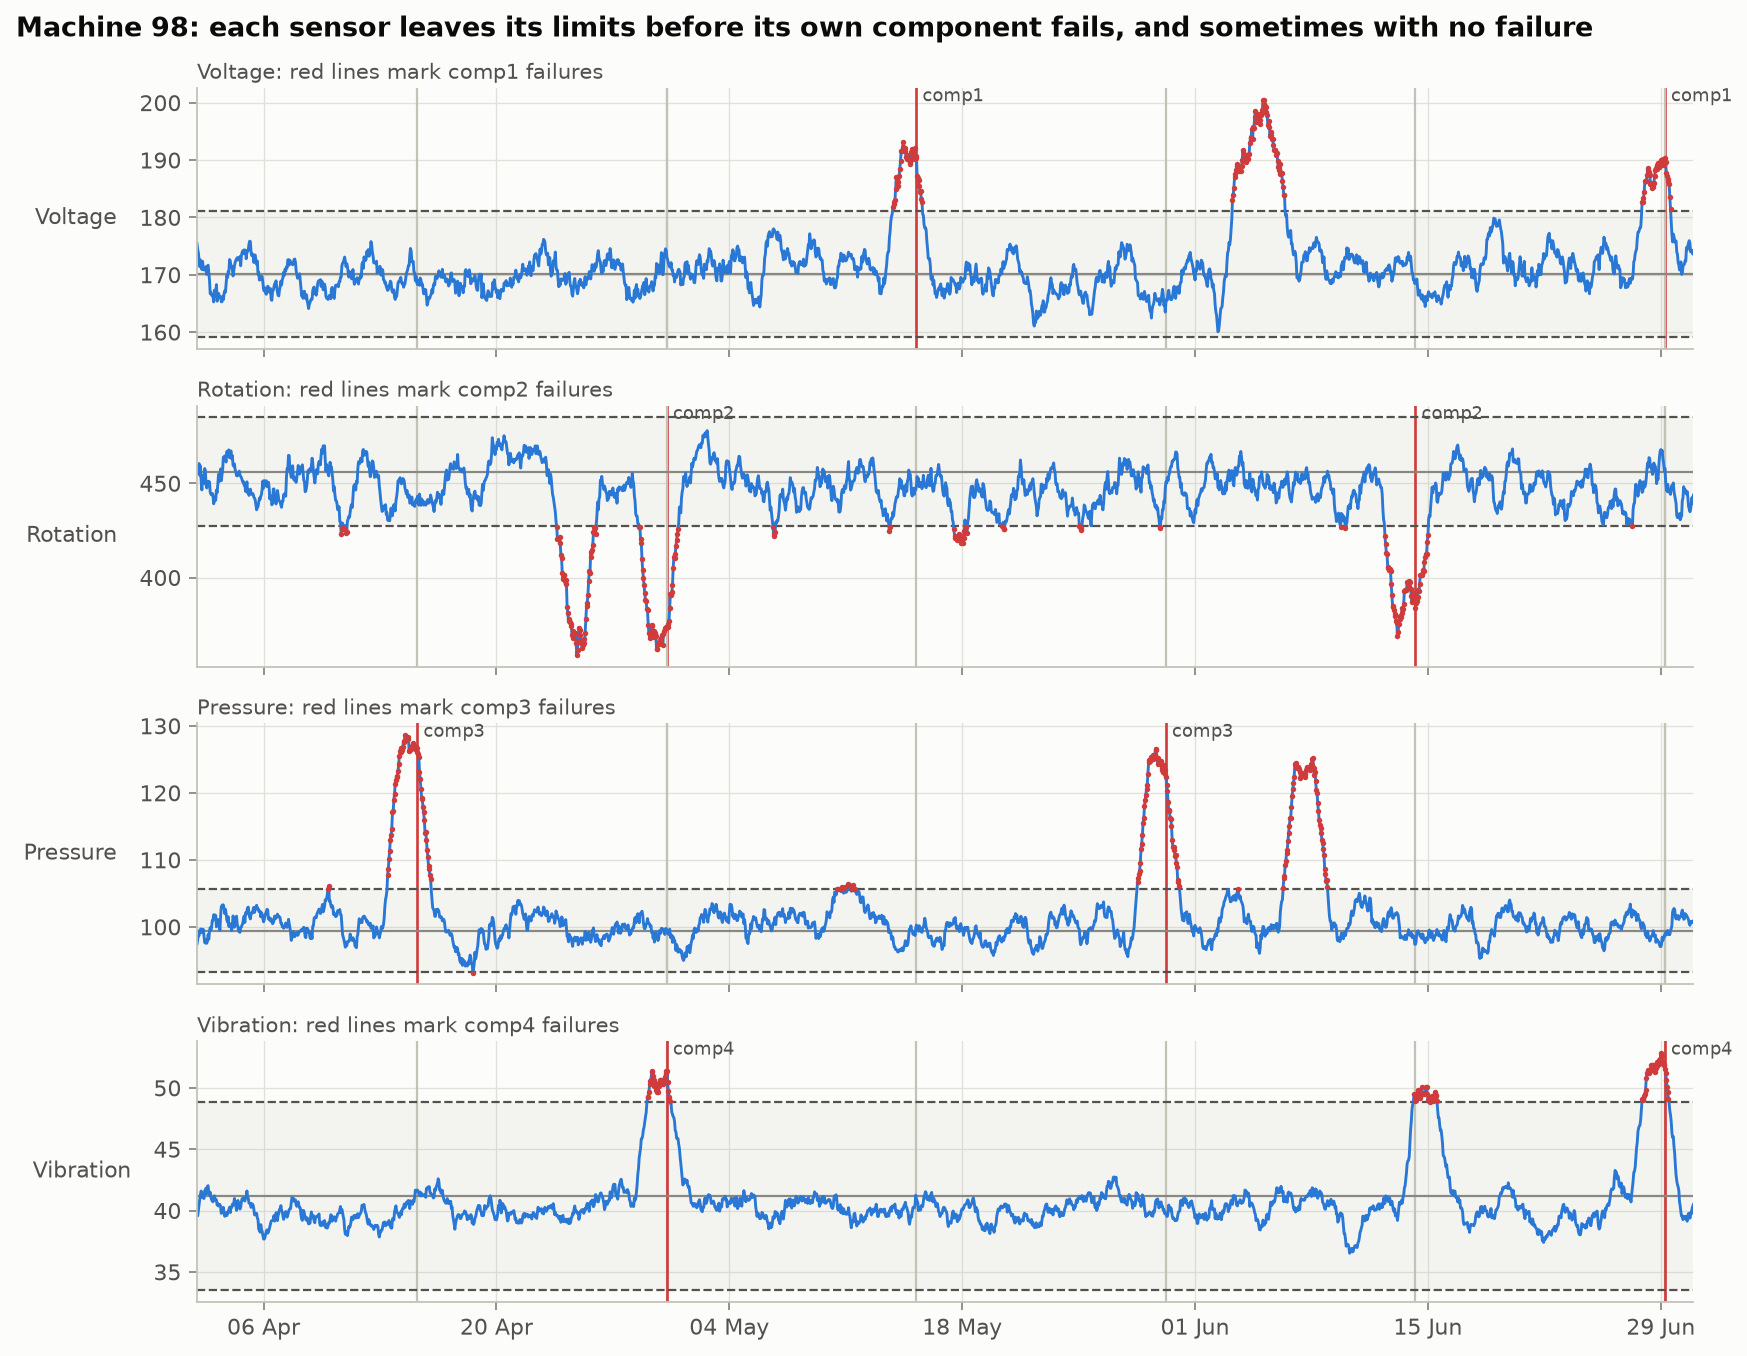 Machine 98: each sensor leaves its limits before its own component fails, and sometimes with no failure
Voltage: red lines mark comp1 failures
comp1
comp1
200
190
180
170
160
Voltage
Rotation: red lines mark comp2 failures
comp2
comp2
450
400
Rotation
Pressure: red lines mark comp3 failures
comp3
comp3
130
120
110
100
Pressure
Vibration: red lines mark comp4 failures
comp4
comp4
50
45
40
35
Vibration
06 Apr
20 Apr
04 May
18 May
01 Jun
15 Jun
29 Jun